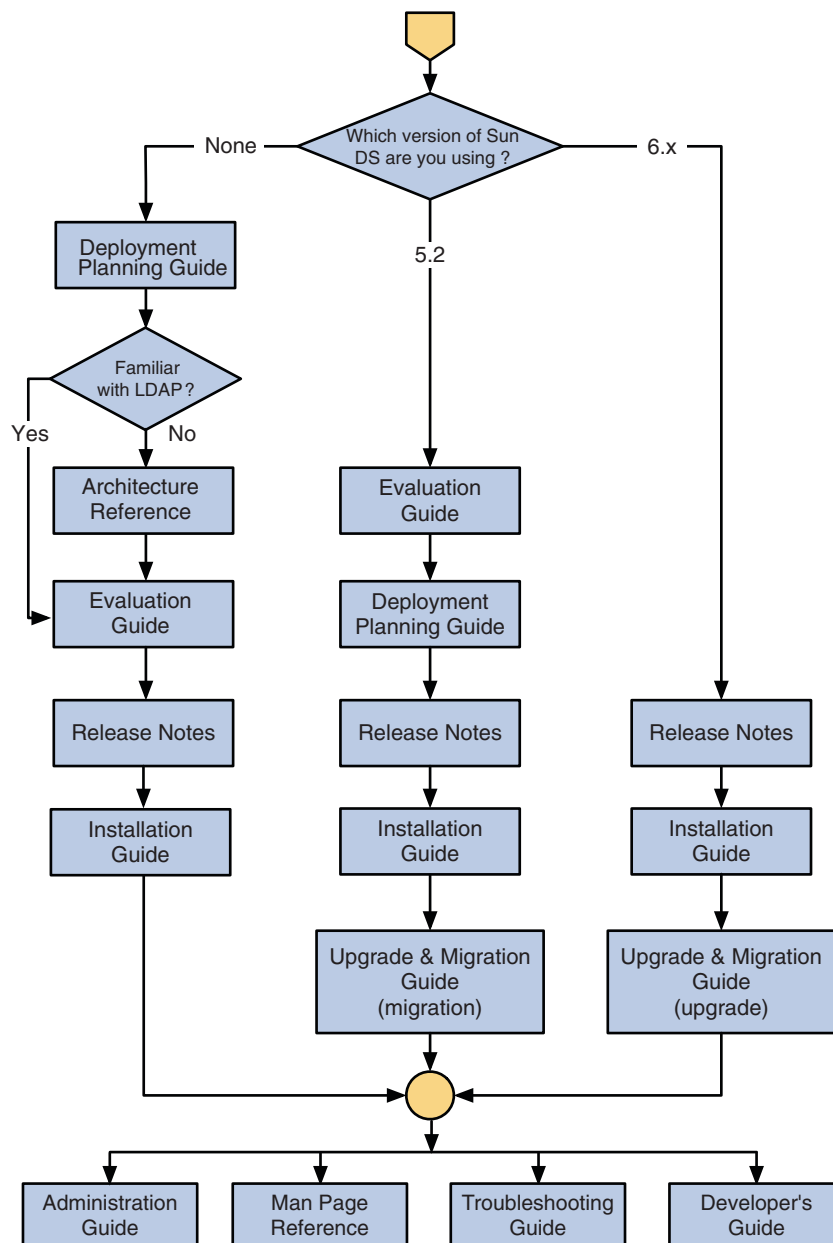 Which version of Sun
DS are you using ?
None
6.x
5.2
Deployment
Planning Guide
Familiar
with LDAP?
Yes
No
Architecture
Reference
Evaluation
Guide
Evaluation
Guide
Deployment
Planning Guide
Release Notes
Release Notes
Release Notes
Installation
Guide
Installation
Guide
Installation
Guide
Upgrade & Migration
Guide
(migration)
Upgrade & Migration
Guide
(upgrade)
Administration
Guide
Man Page
Reference
Troubleshooting
Guide
Developer's
Guide